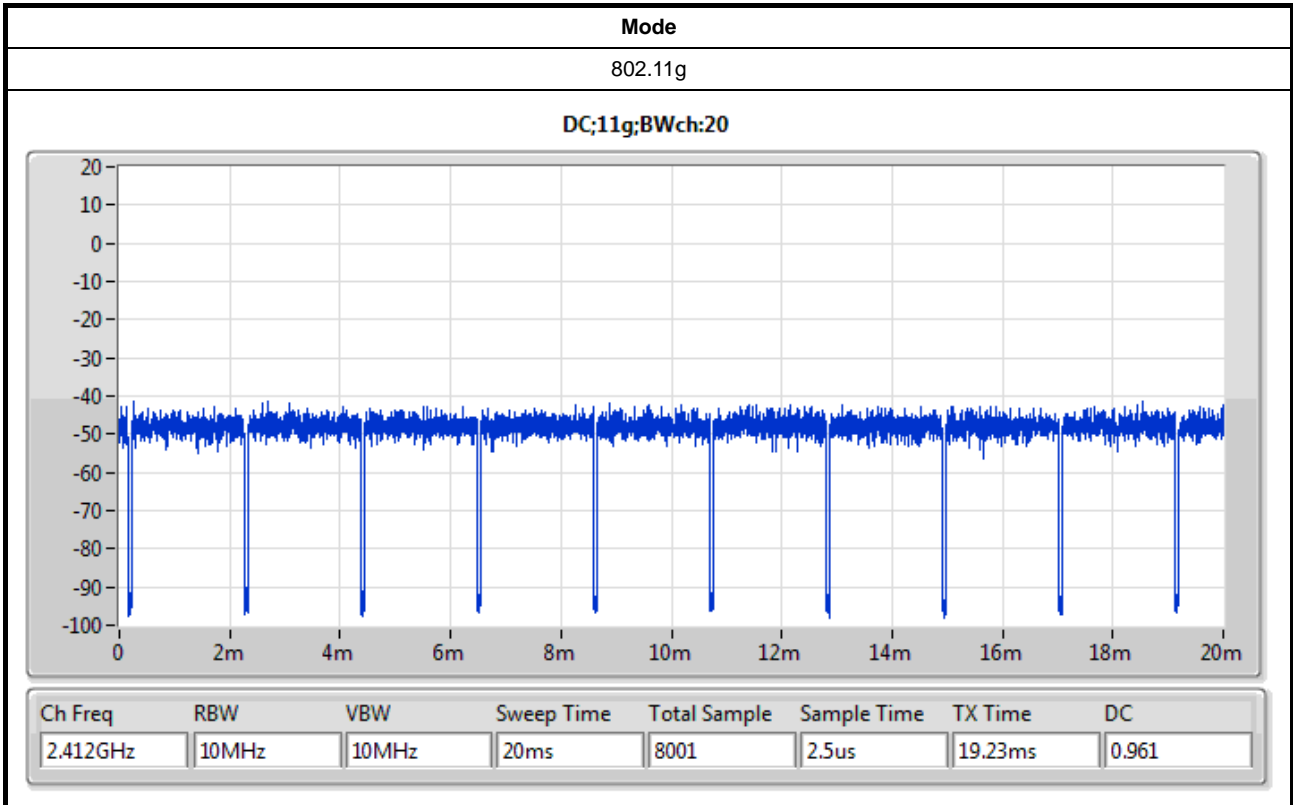 Mode
802.11g
DC;11g;BWch:20
20
10
0
-10
-20
-30
-40
-50
-60
-70
-80
-90
-100
0 2m 4m 6m 8m 10m 12m 14m 16m 18m 20m
Ch Freq RBW VBW Sweep Time Total Sample Sample Time TX Time DC
2.412GHz 10MHz 10MHz 20ms 8001 2.5us 19.23ms 0.961